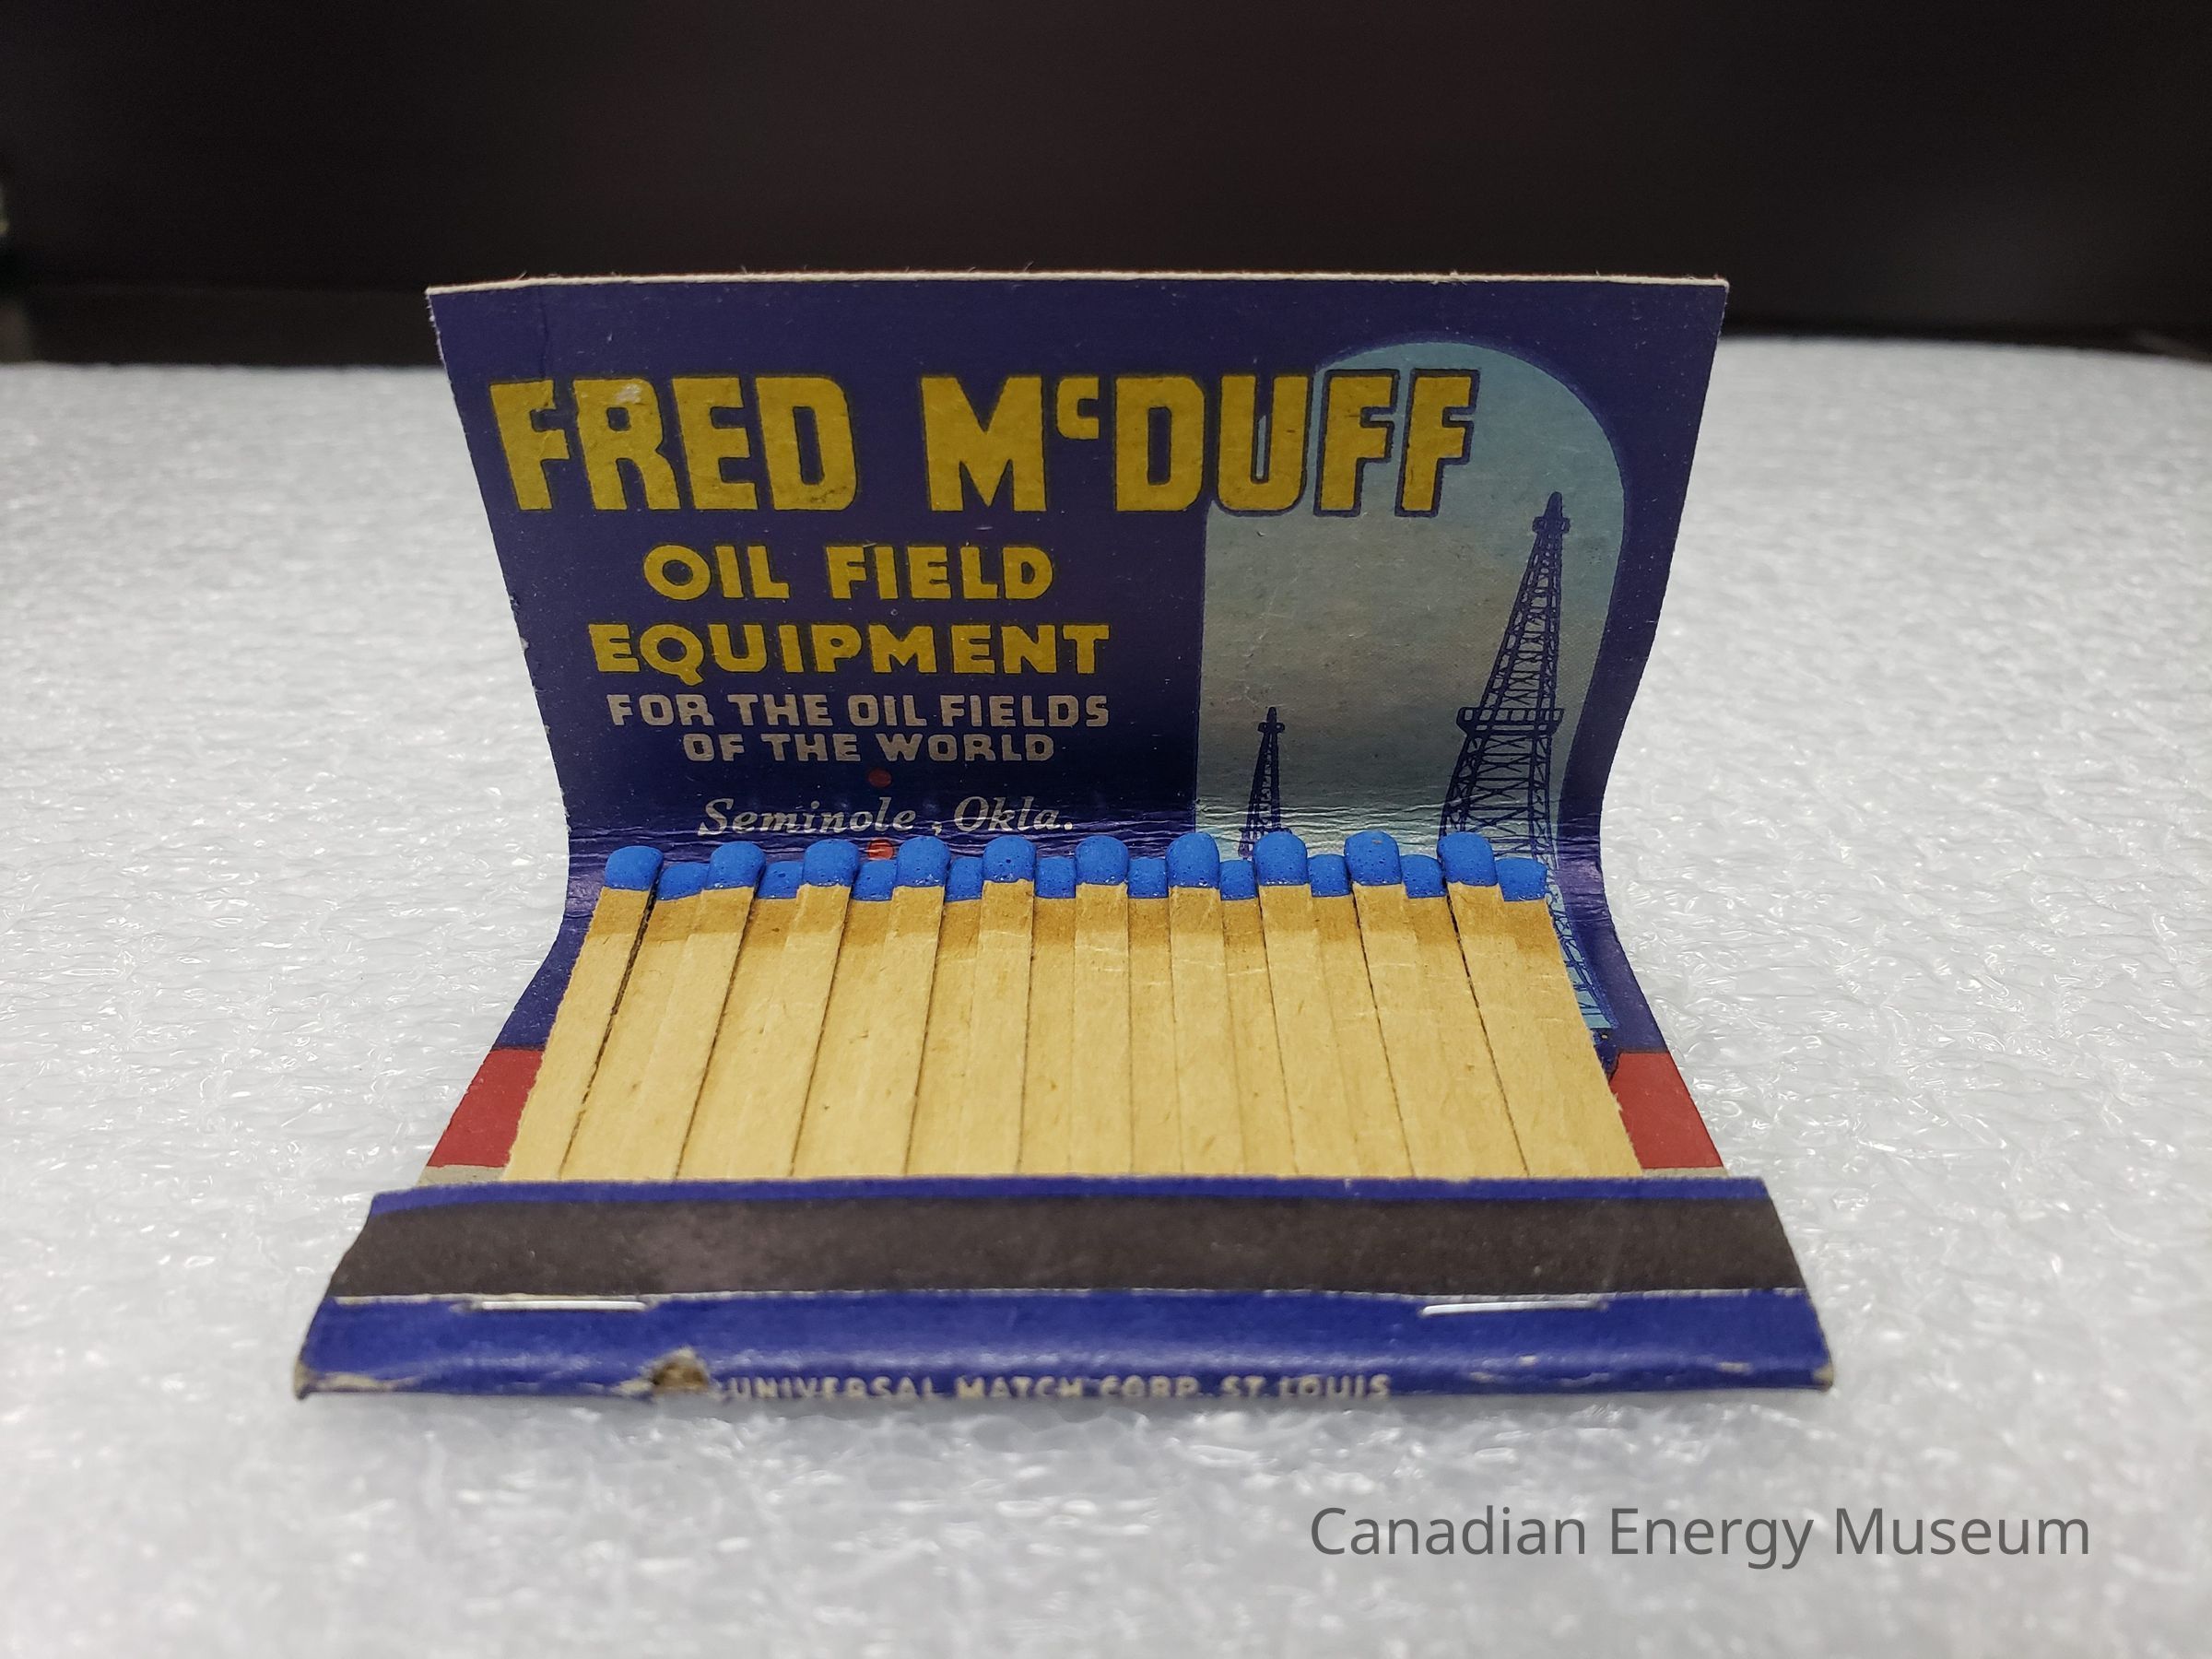 FRED McDUFF
OIL FIELD
EQUIPMENT
FOR THE OIL FIELDS
OF THE WORLD
Seminole, Okla.
UNIVERSAL MATCH CORP. ST. LOUIS
Canadian Energy Museum